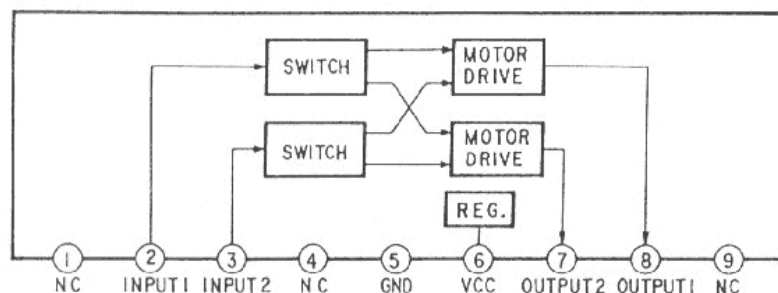 SWITCH
MOTOR
DRIVE
SWITCH
MOTOR
DRIVE
REG.
1 2 3 4 5 6 7 8 9
NC INPUT1 INPUT2 NC GND VCC OUTPUT2 OUTPUT1 NC